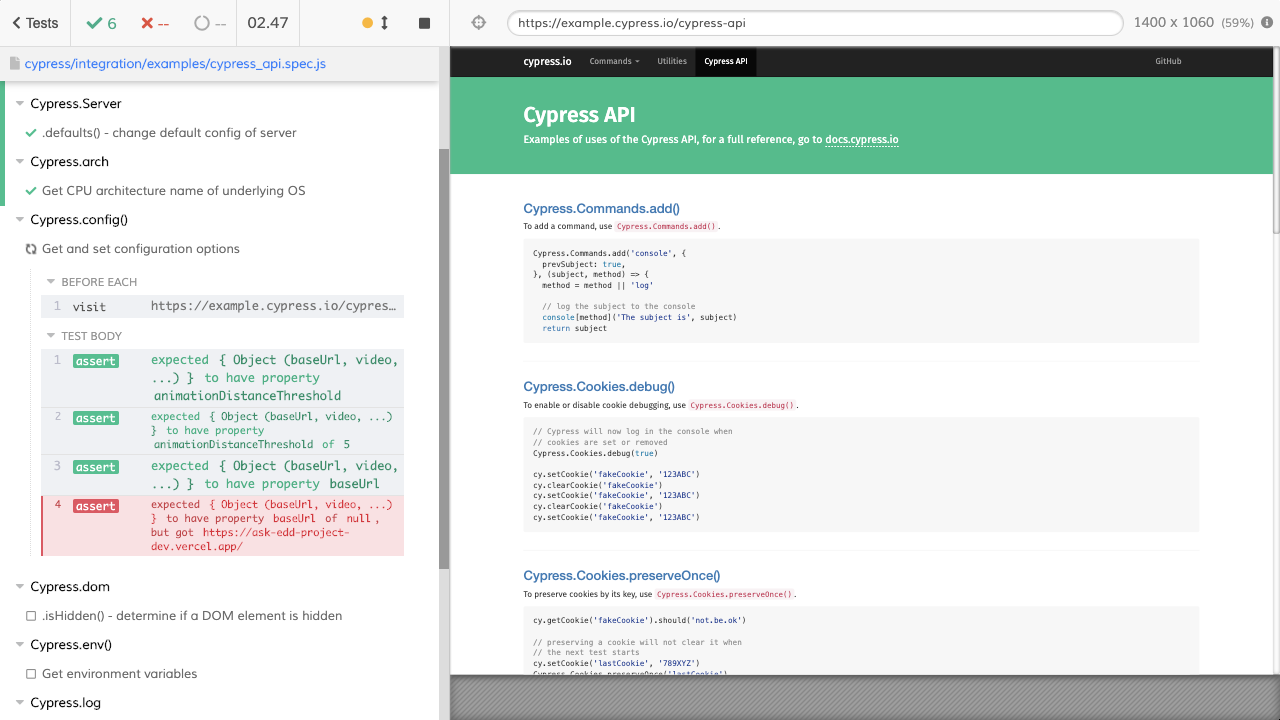 Tests
6
--
--
02.47
https://example.cypress.io/cypress-api
1400 x 1060 (59%)
cypress/integration/examples/cypress_api.spec.js
Cypress.Server
.defaults() - change default config of server
Cypress.arch
Get CPU architecture name of underlying OS
Cypress.config()
Get and set configuration options
BEFORE EACH
1 visit https://example.cypress.io/cypres…
TEST BODY
1 assert expected { Object (baseUrl, video,
...) } to have property
animationDistanceThreshold
2 assert expected { Object (baseUrl, video, ...)
} to have property
animationDistanceThreshold of 5
3 assert expected { Object (baseUrl, video,
...) } to have property baseUrl
4 assert expected { Object (baseUrl, video, ...)
} to have property baseUrl of null,
but got https://ask-edd-project-
dev.vercel.app/
Cypress.dom
.isHidden() - determine if a DOM element is hidden
Cypress.env()
Get environment variables
Cypress.log
cypress.io Commands Utilities Cypress API GitHub
Cypress API
Examples of uses of the Cypress API, for a full reference, go to docs.cypress.io
Cypress.Commands.add()
To add a command, use Cypress.Commands.add().
Cypress.Commands.add('console', {
prevSubject: true,
}, (subject, method) => {
method = method || 'log'
// log the subject to the console
console[method]('The subject is', subject)
return subject
Cypress.Cookies.debug()
To enable or disable cookie debugging, use Cypress.Cookies.debug().
// Cypress will now log in the console when
// cookies are set or removed
Cypress.Cookies.debug(true)
cy.setCookie('fakeCookie', '123ABC')
cy.clearCookie('fakeCookie')
cy.setCookie('fakeCookie', '123ABC')
cy.clearCookie('fakeCookie')
cy.setCookie('fakeCookie', '123ABC')
Cypress.Cookies.preserveOnce()
To preserve cookies by its key, use Cypress.Cookies.preserveOnce().
cy.getCookie('fakeCookie').should('not.be.ok')
// preserving a cookie will not clear it when
// the next test starts
cy.setCookie('lastCookie', '789XYZ')
Cypress.Cookies.preserveOnce('lastCookie')